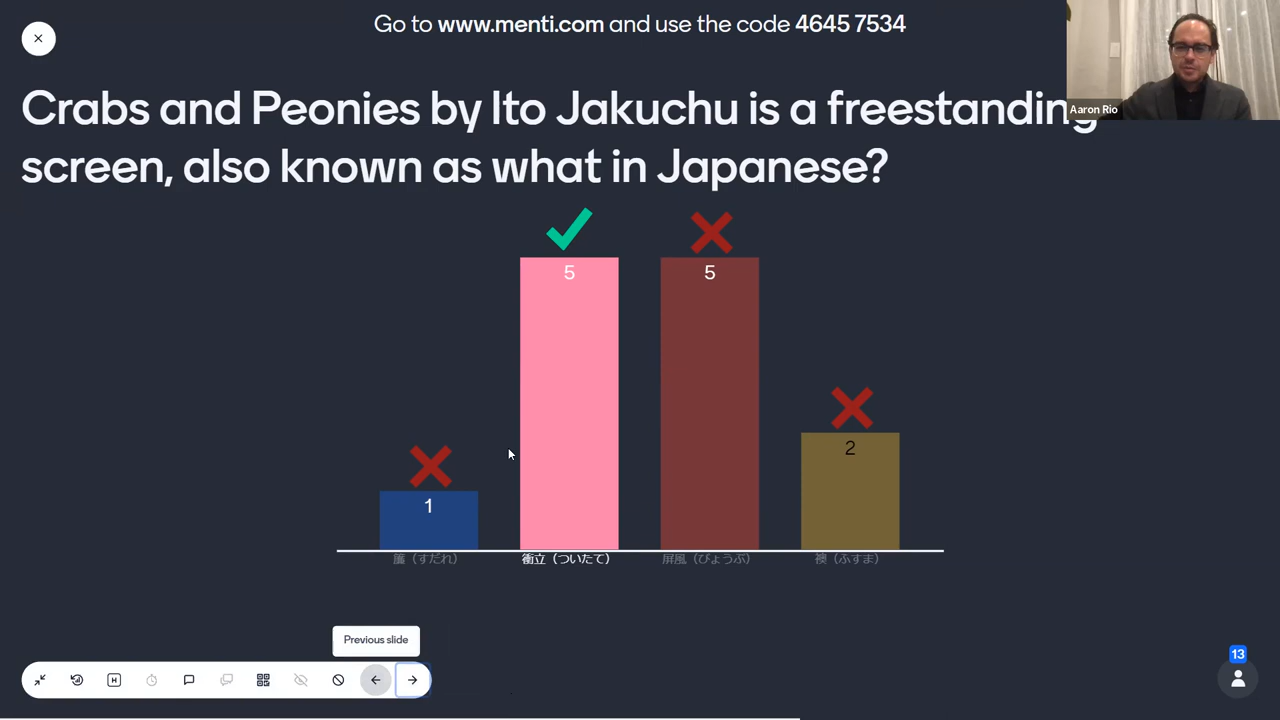 Go to www.menti.com and use the code 4645 7534
Crabs and Peonies by Ito Jakuchu is a freestanding
screen, also known as what in Japanese?
Aaron Rio
5
5
2
1
簾（すだれ）
衝立（ついたて）
屏風（びょうぶ）
襖（ふすま）
Previous slide
H
13